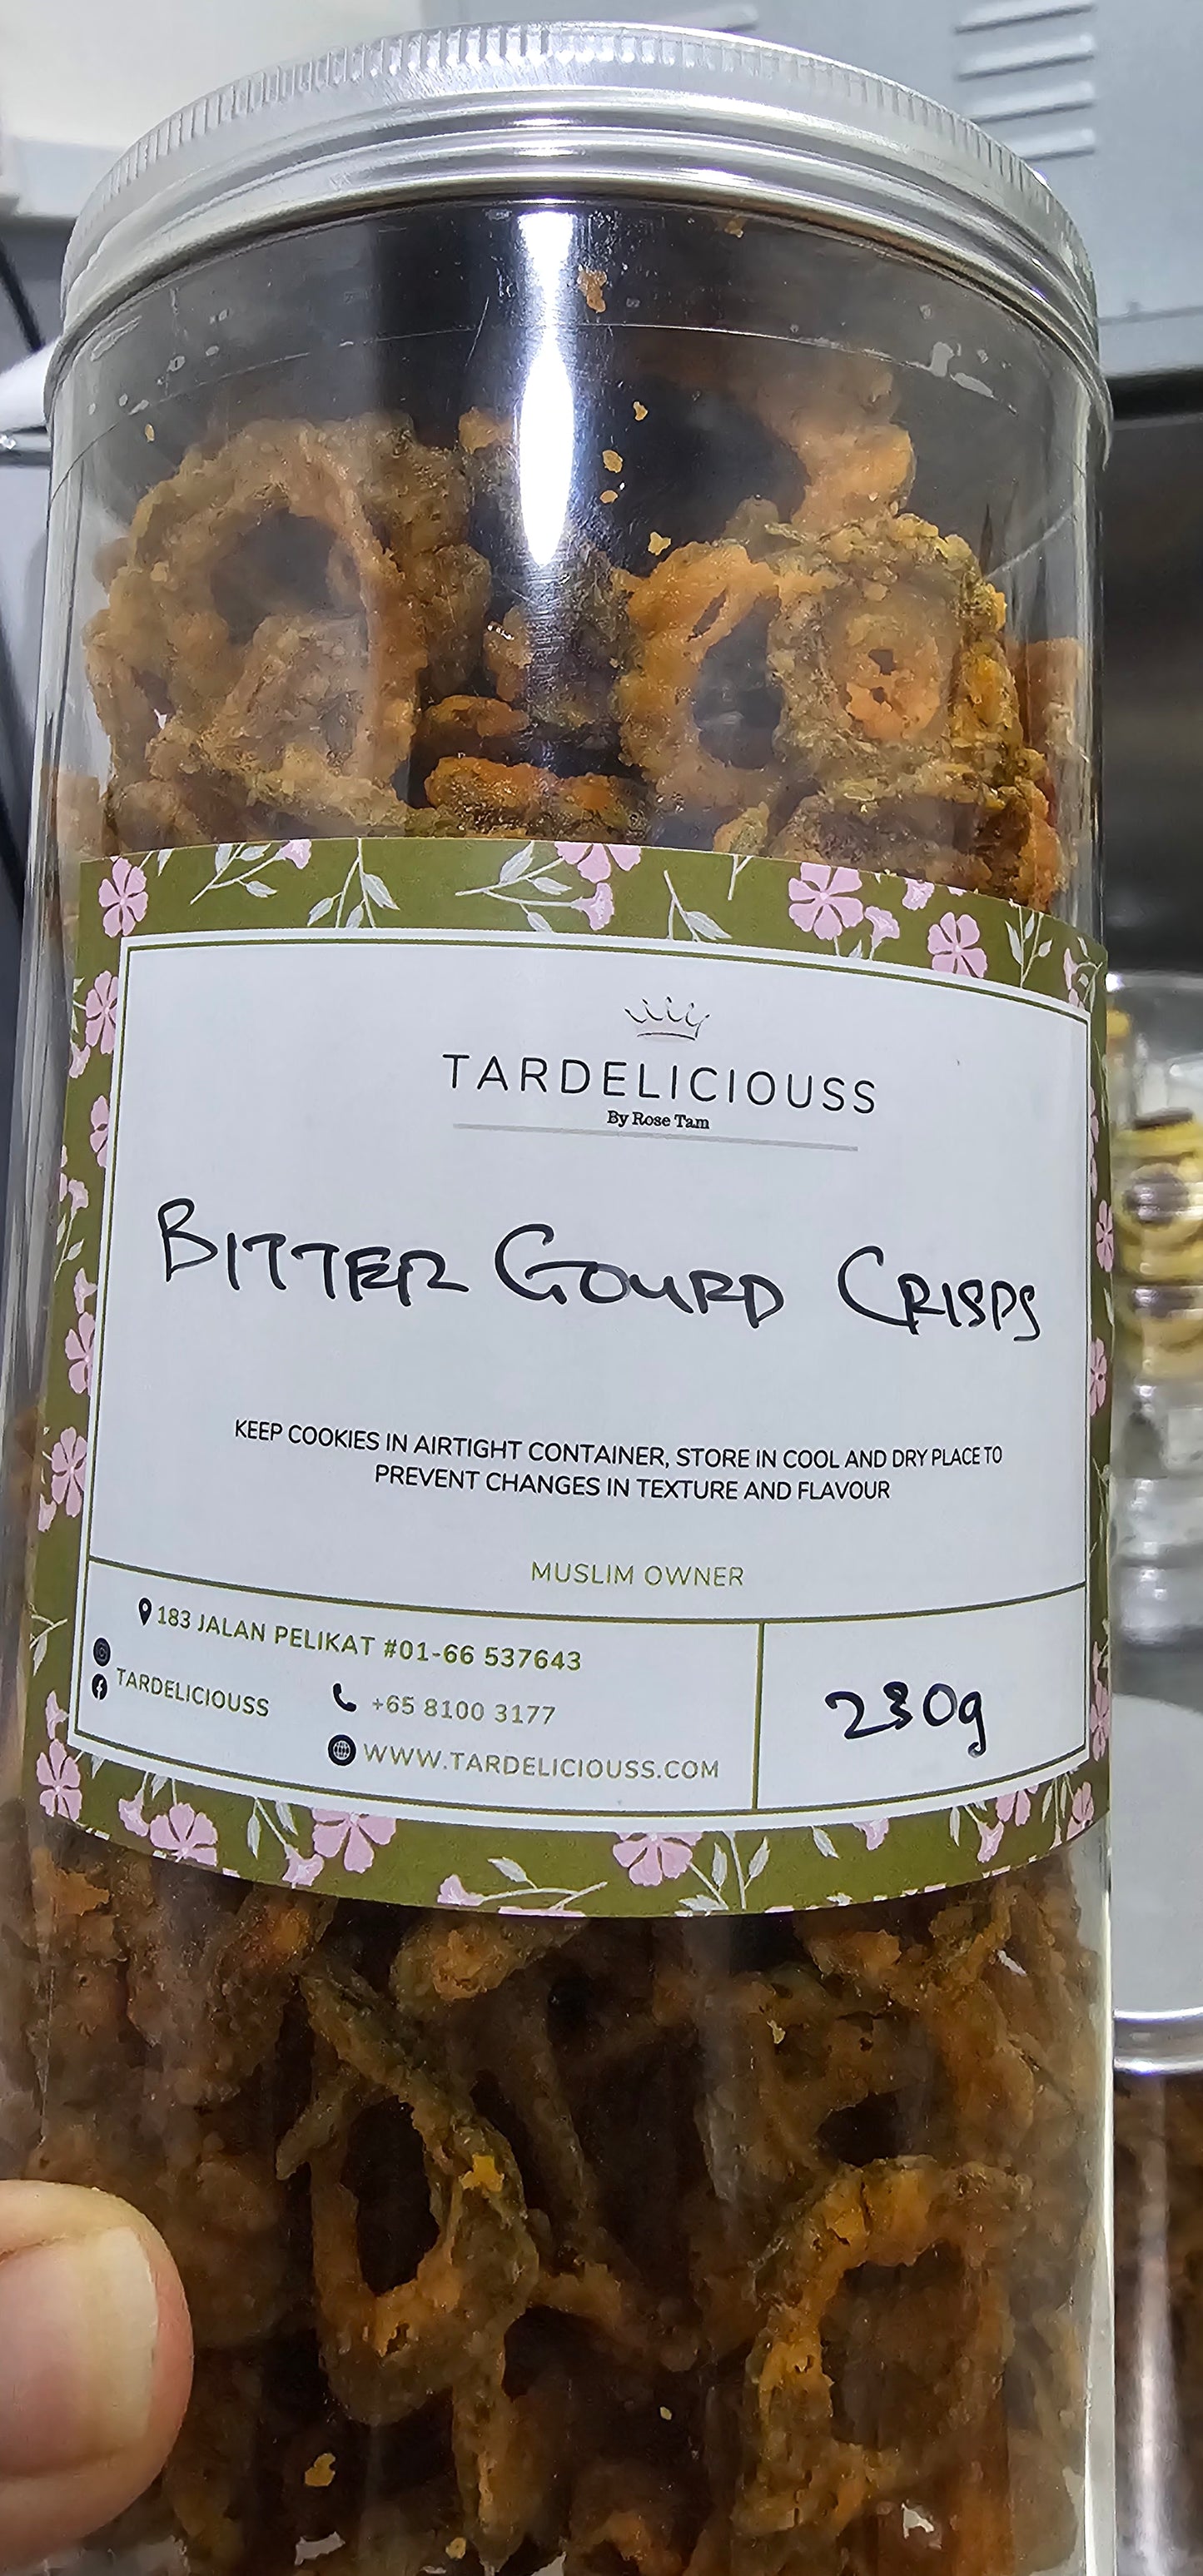 TARDELICIOUSS
By Rose Tam
BITTER GOURD CRISPS
KEEP COOKIES IN AIRTIGHT CONTAINER, STORE IN COOL AND DRY PLACE TO
PREVENT CHANGES IN TEXTURE AND FLAVOUR
MUSLIM OWNER
183 JALAN PELIKAT #01-66 537643
TARDELICIOUSS
+65 8100 3177
WWW.TARDELICIOUSS.COM
230g